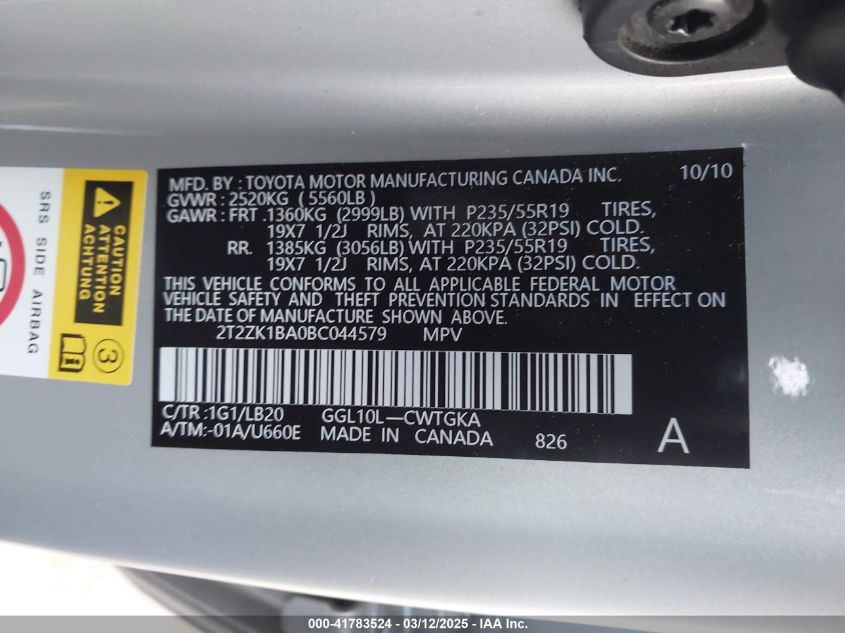 MFD. BY : TOYOTA MOTOR MANUFACTURING CANADA INC. 10/10
GVWR : 2520KG ( 5560LB )
GAWR : FRT .1360KG (2999LB) WITH P235/55R19 TIRES,
19X7 1/2J RIMS, AT 220KPA (32PSI) COLD.
RR. 1385KG (3056LB) WITH P235/55R19 TIRES,
19X7 1/2J RIMS, AT 220KPA (32PSI) COLD.
THIS VEHICLE CONFORMS TO ALL APPLICABLE FEDERAL MOTOR
VEHICLE SAFETY AND THEFT PREVENTION STANDARDS IN EFFECT ON
THE DATE OF MANUFACTURE SHOWN ABOVE.
2T2ZK1BA0BC044579 MPV
C/TR :1G1/LB20 GGL10L—CWTGKA
A/TM:-01A/U660E MADE IN CANADA 826 A
SRS SIDE AIRBAG
CAUTION
ATTENTION
ACHTUNG
3
000-41783524 - 03/12/2025 - IAA Inc.